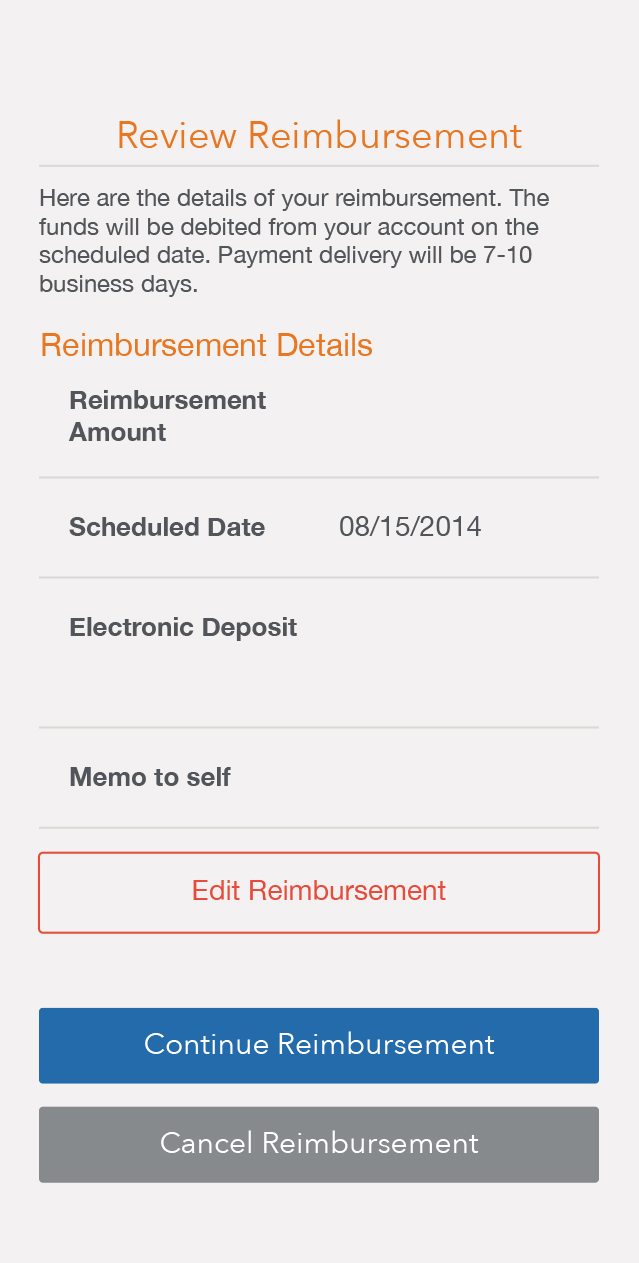 Review Reimbursement
Here are the details of your reimbursement. The
funds will be debited from your account on the
scheduled date. Payment delivery will be 7-10
business days.
Reimbursement Details
Reimbursement
Amount
Scheduled Date 08/15/2014
Electronic Deposit
Memo to self
Edit Reimbursement
Continue Reimbursement
Cancel Reimbursement